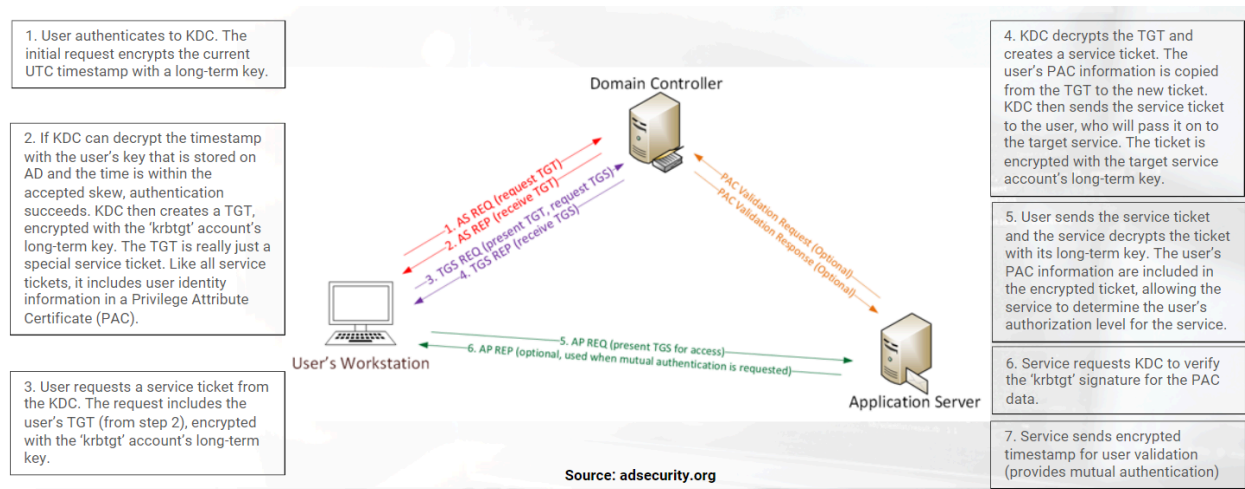 1. User authenticates to KDC. The
initial request encrypts the current
UTC timestamp with a long-term key.
2. If KDC can decrypt the timestamp
with the user's key that is stored on
AD and the time is within the
accepted skew, authentication
succeeds. KDC then creates a TGT,
encrypted with the 'krbtgt' account's
long-term key. The TGT is really just a
special service ticket. Like all service
tickets, it includes user identity
information in a Privilege Attribute
Certificate (PAC).
3. User requests a service ticket from
the KDC. The request includes the
user's TGT (from step 2), encrypted
with the 'krbtgt' account's long-term
key.
Domain Controller
1. AS REQ (request TGT)
2. AS REP (receive TGT)
3. TGS REQ (present TGT, request TGS)
4. TGS REP (receive TGS)
PAC Validation Request (Optional)
PAC Validation Response (Optional)
User's Workstation
5. AP REQ (present TGS for access)
6. AP REP (optional, used when mutual authentication is requested)
Application Server
Source: adsecurity.org
4. KDC decrypts the TGT and
creates a service ticket. The
user's PAC information is copied
from the TGT to the new ticket.
KDC then sends the service ticket
to the user, who will pass it on to
the target service. The ticket is
encrypted with the target service
account's long-term key.
5. User sends the service ticket
and the service decrypts the ticket
with its long-term key. The user's
PAC information are included in
the encrypted ticket, allowing the
service to determine the user's
authorization level for the service.
6. Service requests KDC to verify
the 'krbtgt' signature for the PAC
data.
7. Service sends encrypted
timestamp for user validation
(provides mutual authentication)